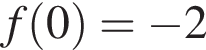 f(0) = −2